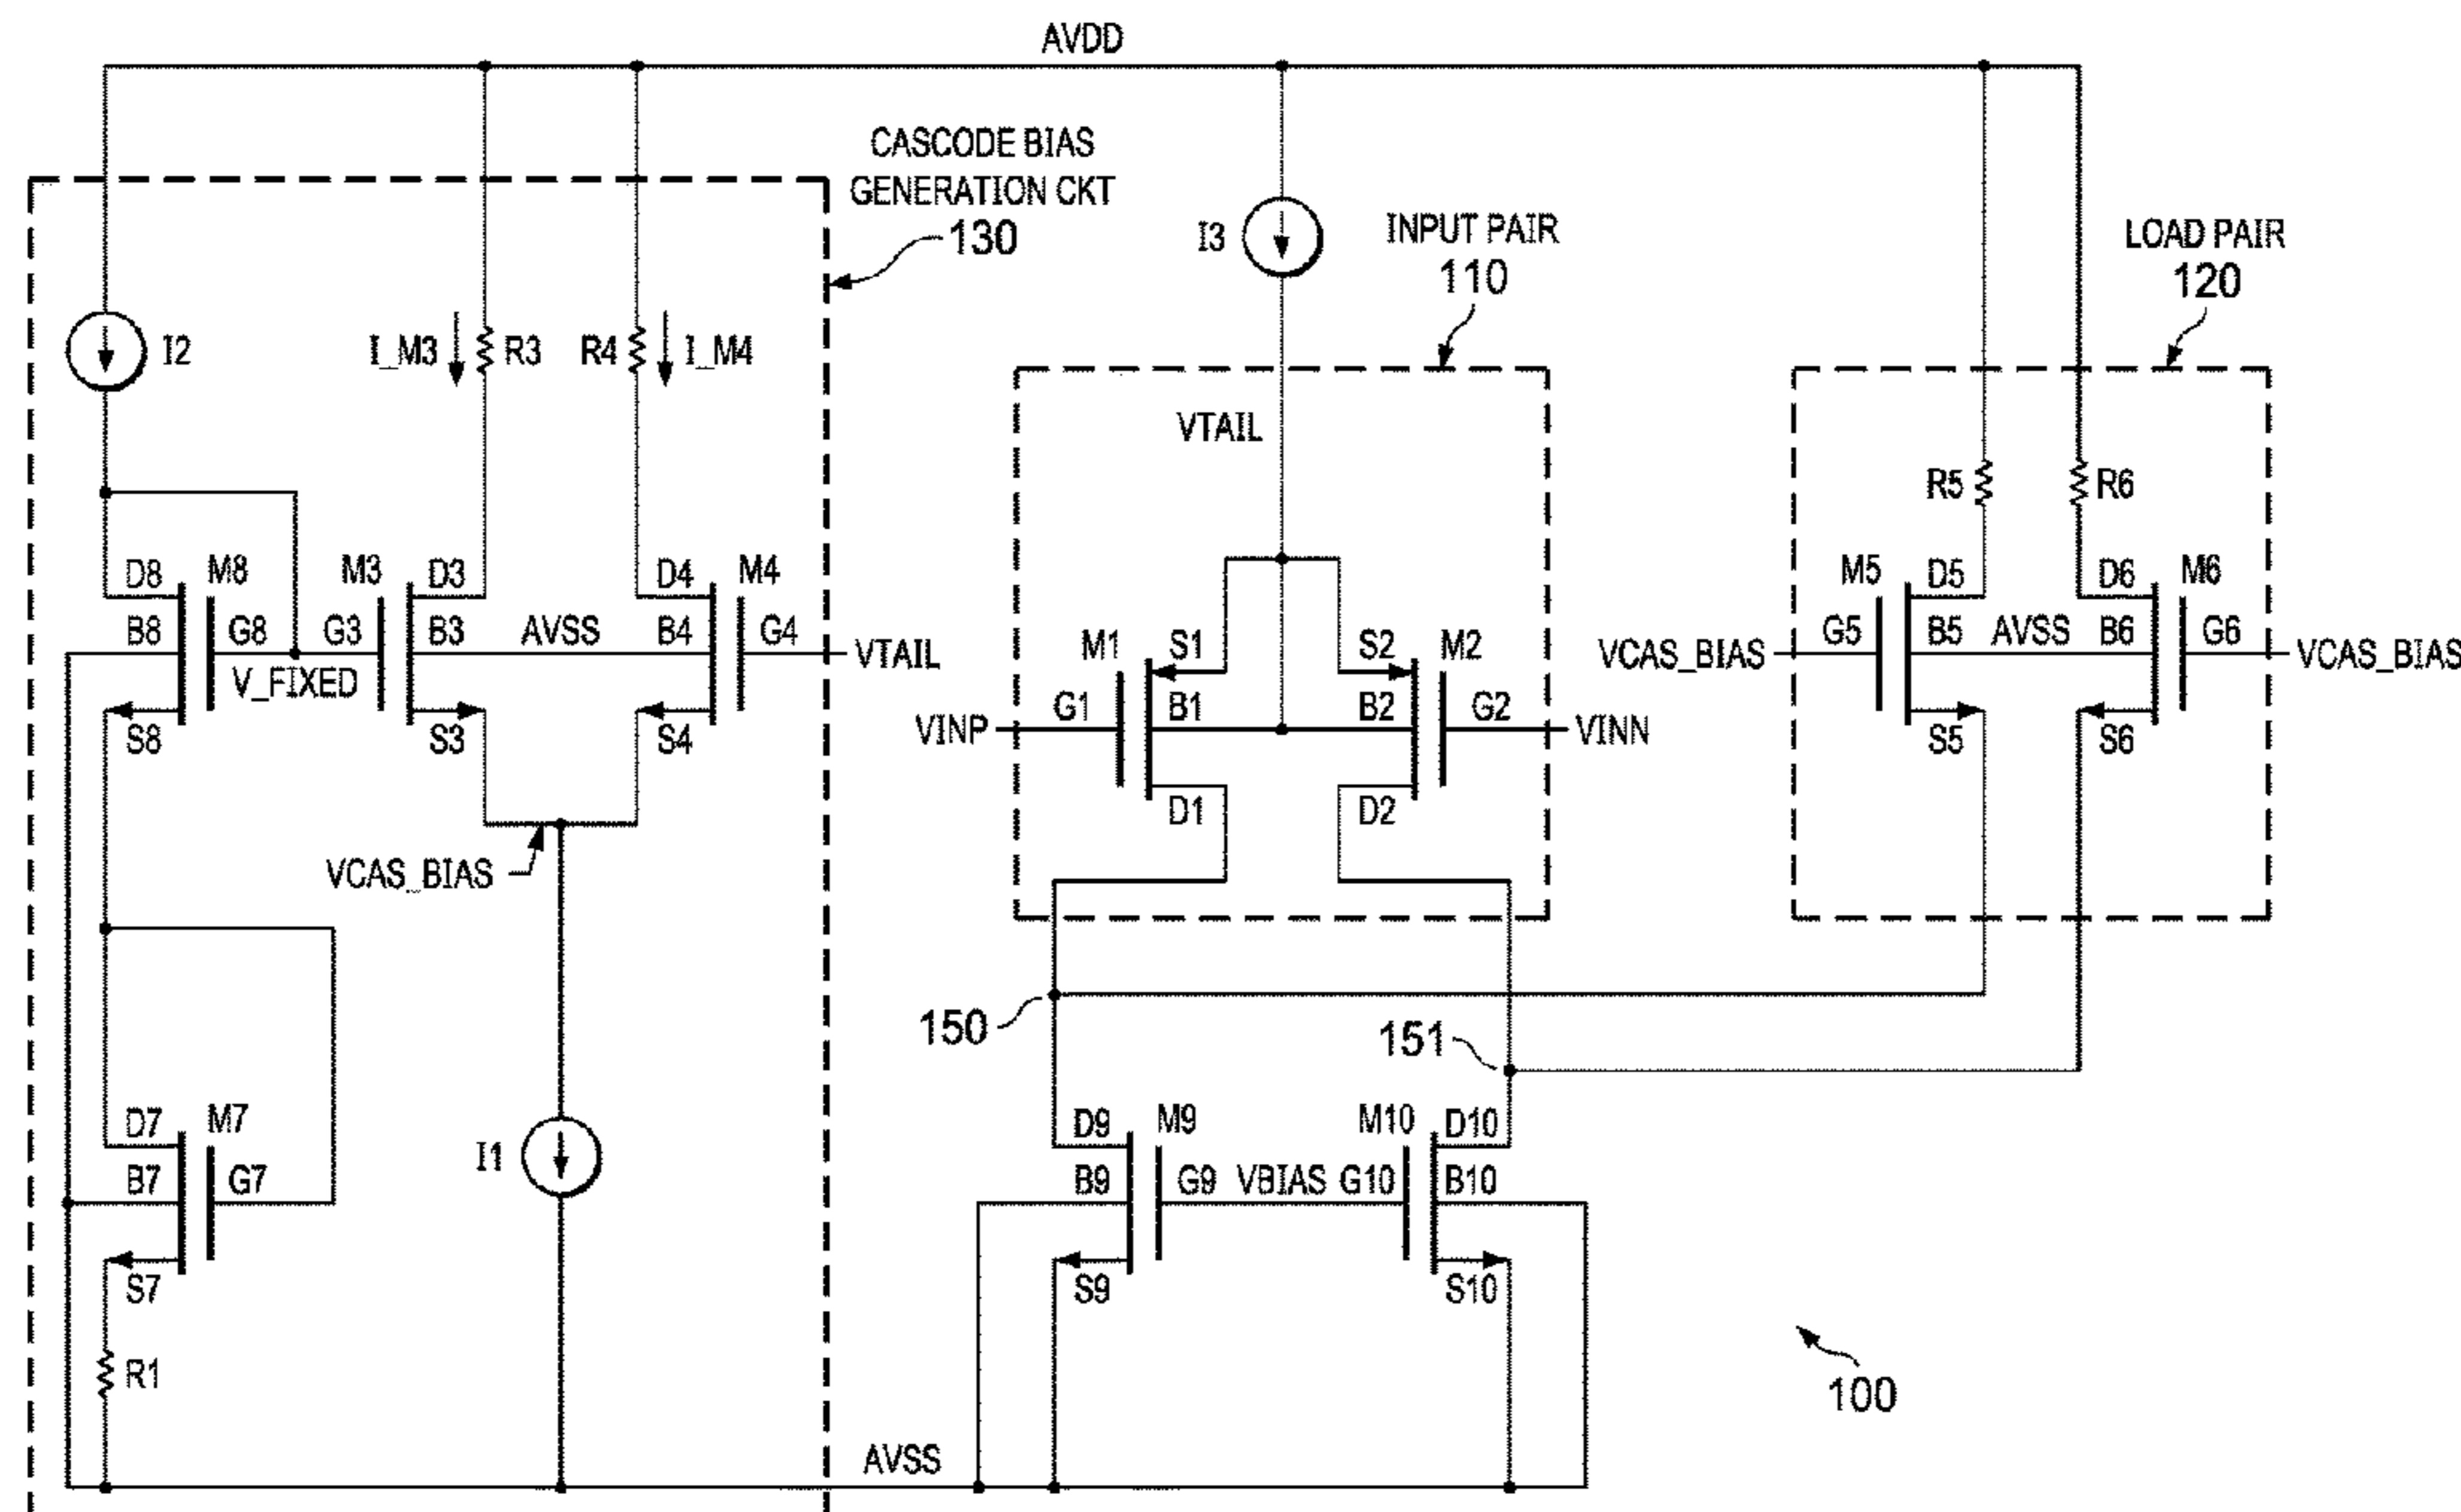 AVDD
CASCODE BIAS
GENERATION CKT
130
I3
INPUT PAIR
110
LOAD PAIR
120
I2
I_M3
R3
R4
I_M4
VTAIL
R5
R6
D8
M8
M3
D3
D4
M4
B8
G8
G3
B3
AVSS
B4
G4
VTAIL
V_FIXED
S8
S3
S4
M1
S1
S2
M2
G1
B1
B2
G2
VINP
VINN
D1
D2
M5
D5
D6
M6
G5
B5
AVSS
B6
G6
VCAS_BIAS
VCAS_BIAS
S5
S6
VCAS_BIAS
150
151
D7
M7
B7
G7
S7
I1
D9
M9
M10
D10
B9
G9
VBIAS
G10
B10
S9
S10
R1
AVSS
100